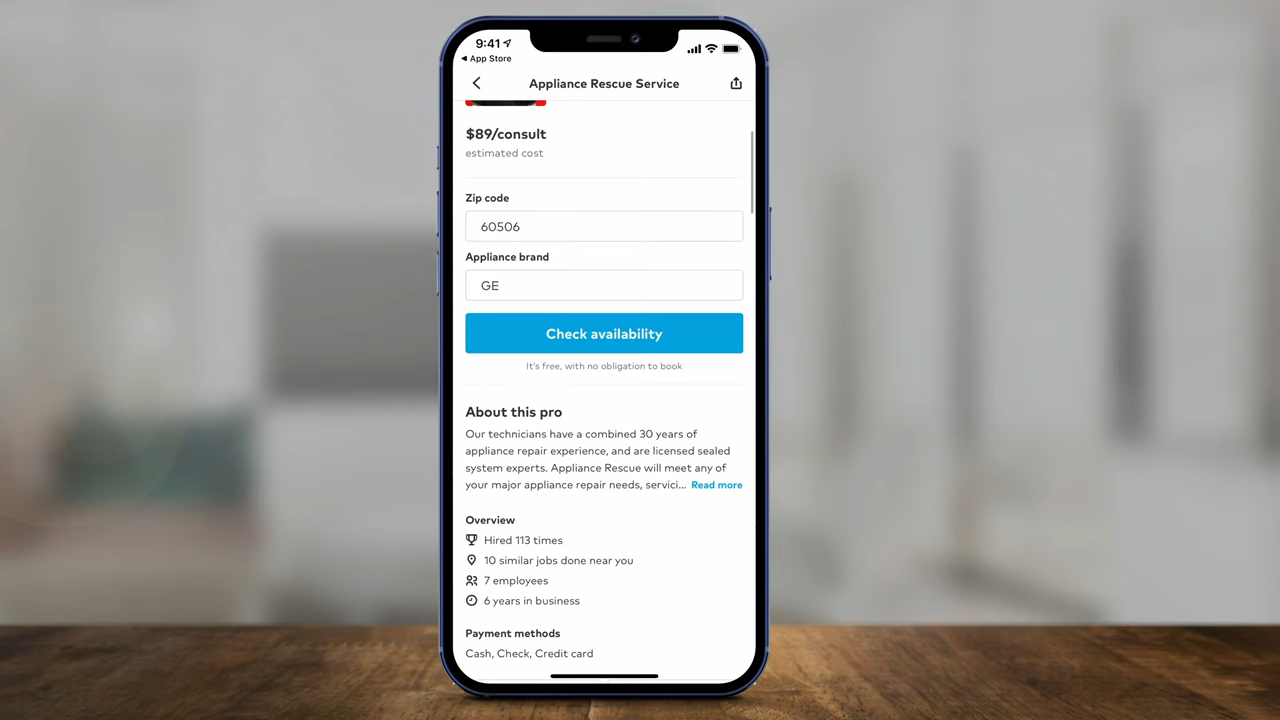 9:41
◀ App Store
Appliance Rescue Service
$89/consult
estimated cost
Zip code
60506
Appliance brand
GE
Check availability
It's free, with no obligation to book
About this pro
Our technicians have a combined 30 years of
appliance repair experience, and are licensed sealed
system experts. Appliance Rescue will meet any of
your major appliance repair needs, servici... Read more
Overview
Hired 113 times
10 similar jobs done near you
7 employees
6 years in business
Payment methods
Cash, Check, Credit card